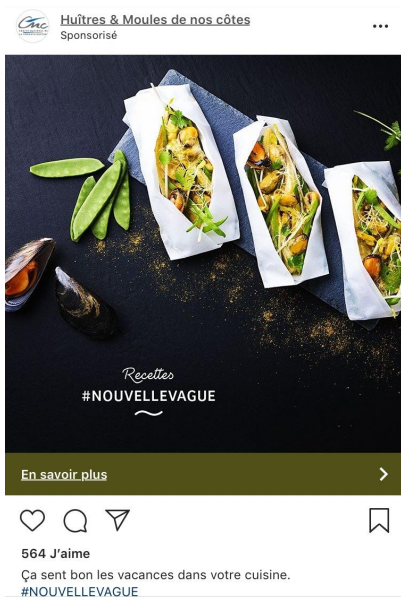 Cnc
Huîtres & Moules de nos côtes
Sponsorisé
Recettes
#NOUVELLEVAGUE
En savoir plus
564 J’aime
Ça sent bon les vacances dans votre cuisine.
#NOUVELLEVAGUE